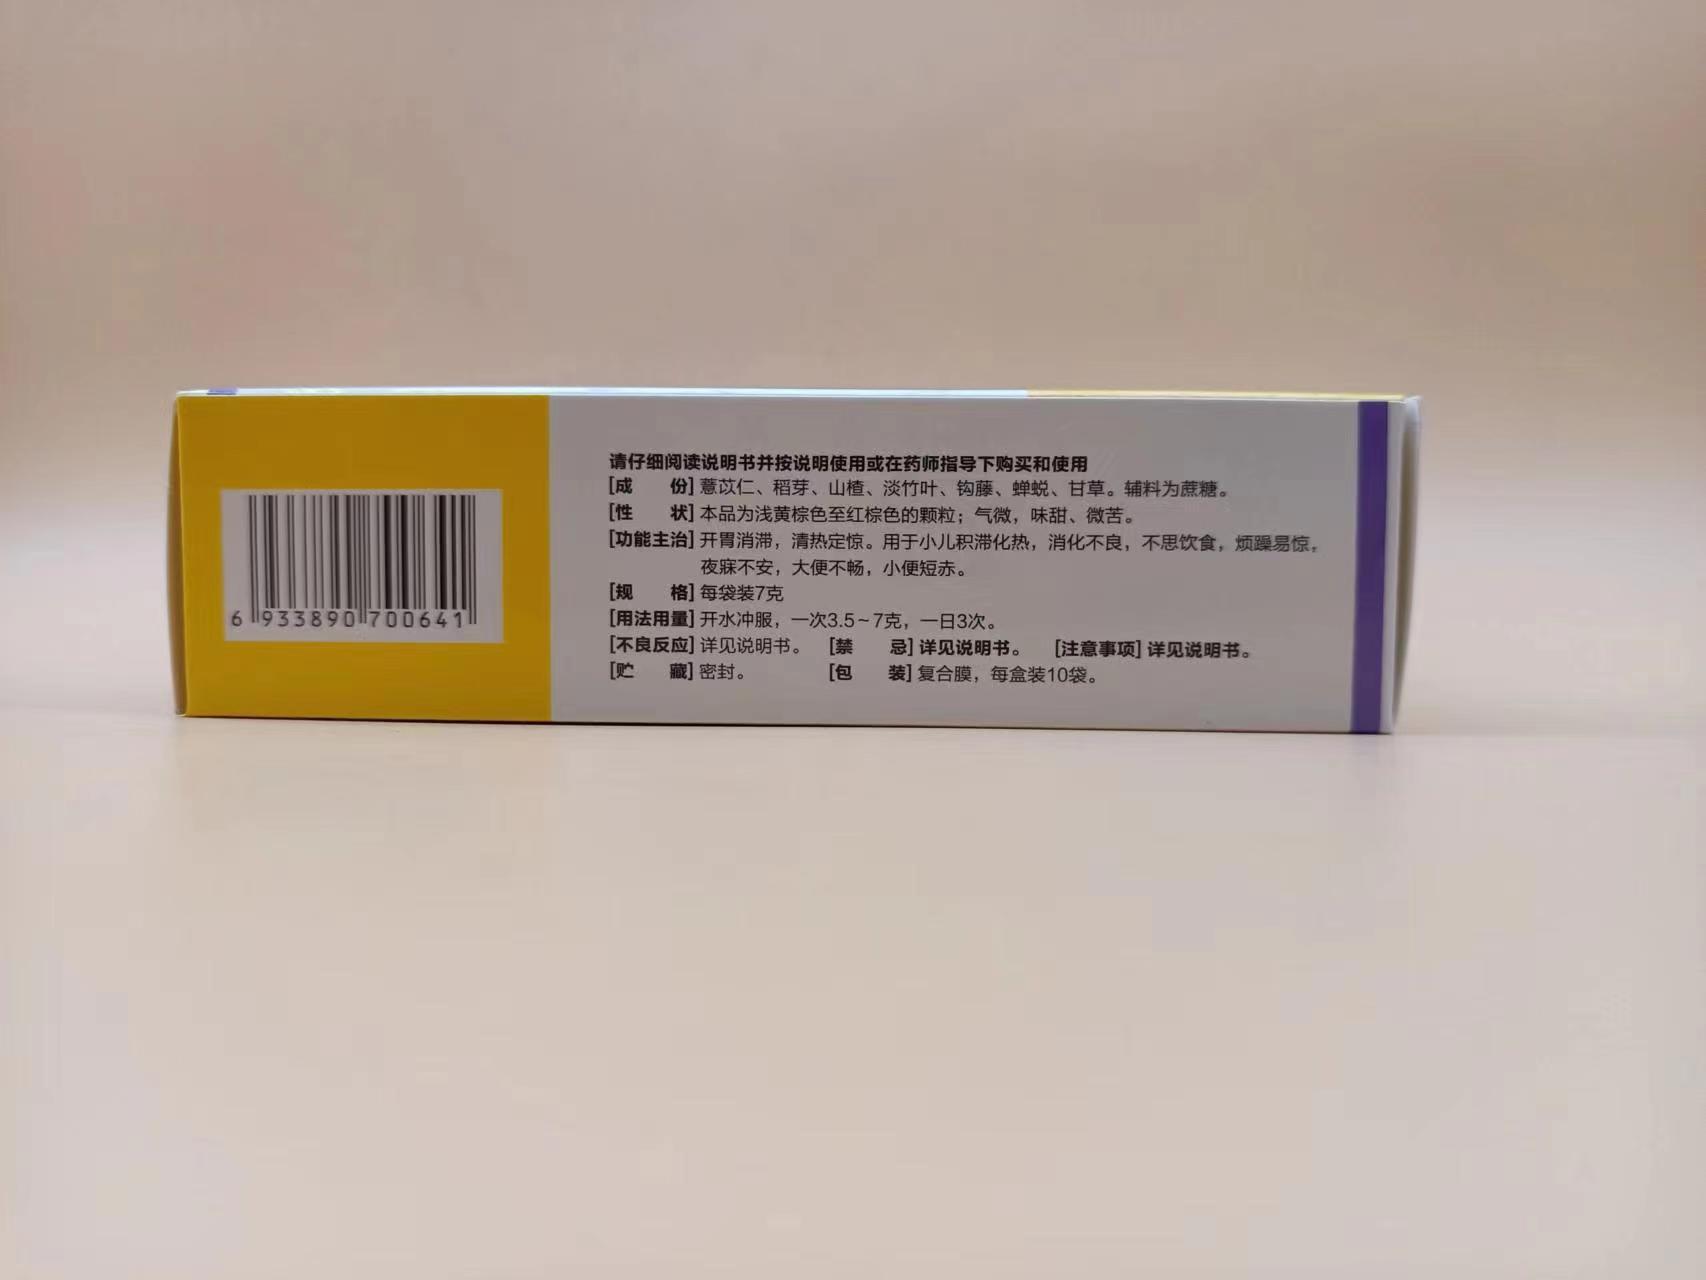 请仔细阅读说明书并按说明使用或在药师指导下购买和使用
[成 份] 薏苡仁、稻芽、山楂、淡竹叶、钩藤、蝉蜕、甘草。辅料为蔗糖。
[性 状] 本品为浅黄棕色至红棕色的颗粒；气微，味甜、微苦。
[功能主治] 开胃消滞，清热定惊。用于小儿积滞化热，消化不良，不思饮食，烦躁易惊，
夜寐不安，大便不畅，小便短赤。
[规 格] 每袋装7克
[用法用量] 开水冲服，一次3.5~7克，一日3次。
[不良反应] 详见说明书。 [禁 忌] 详见说明书。 [注意事项] 详见说明书。
[贮 藏] 密封。 [包 装] 复合膜，每盒装10袋。
6 933890 700641